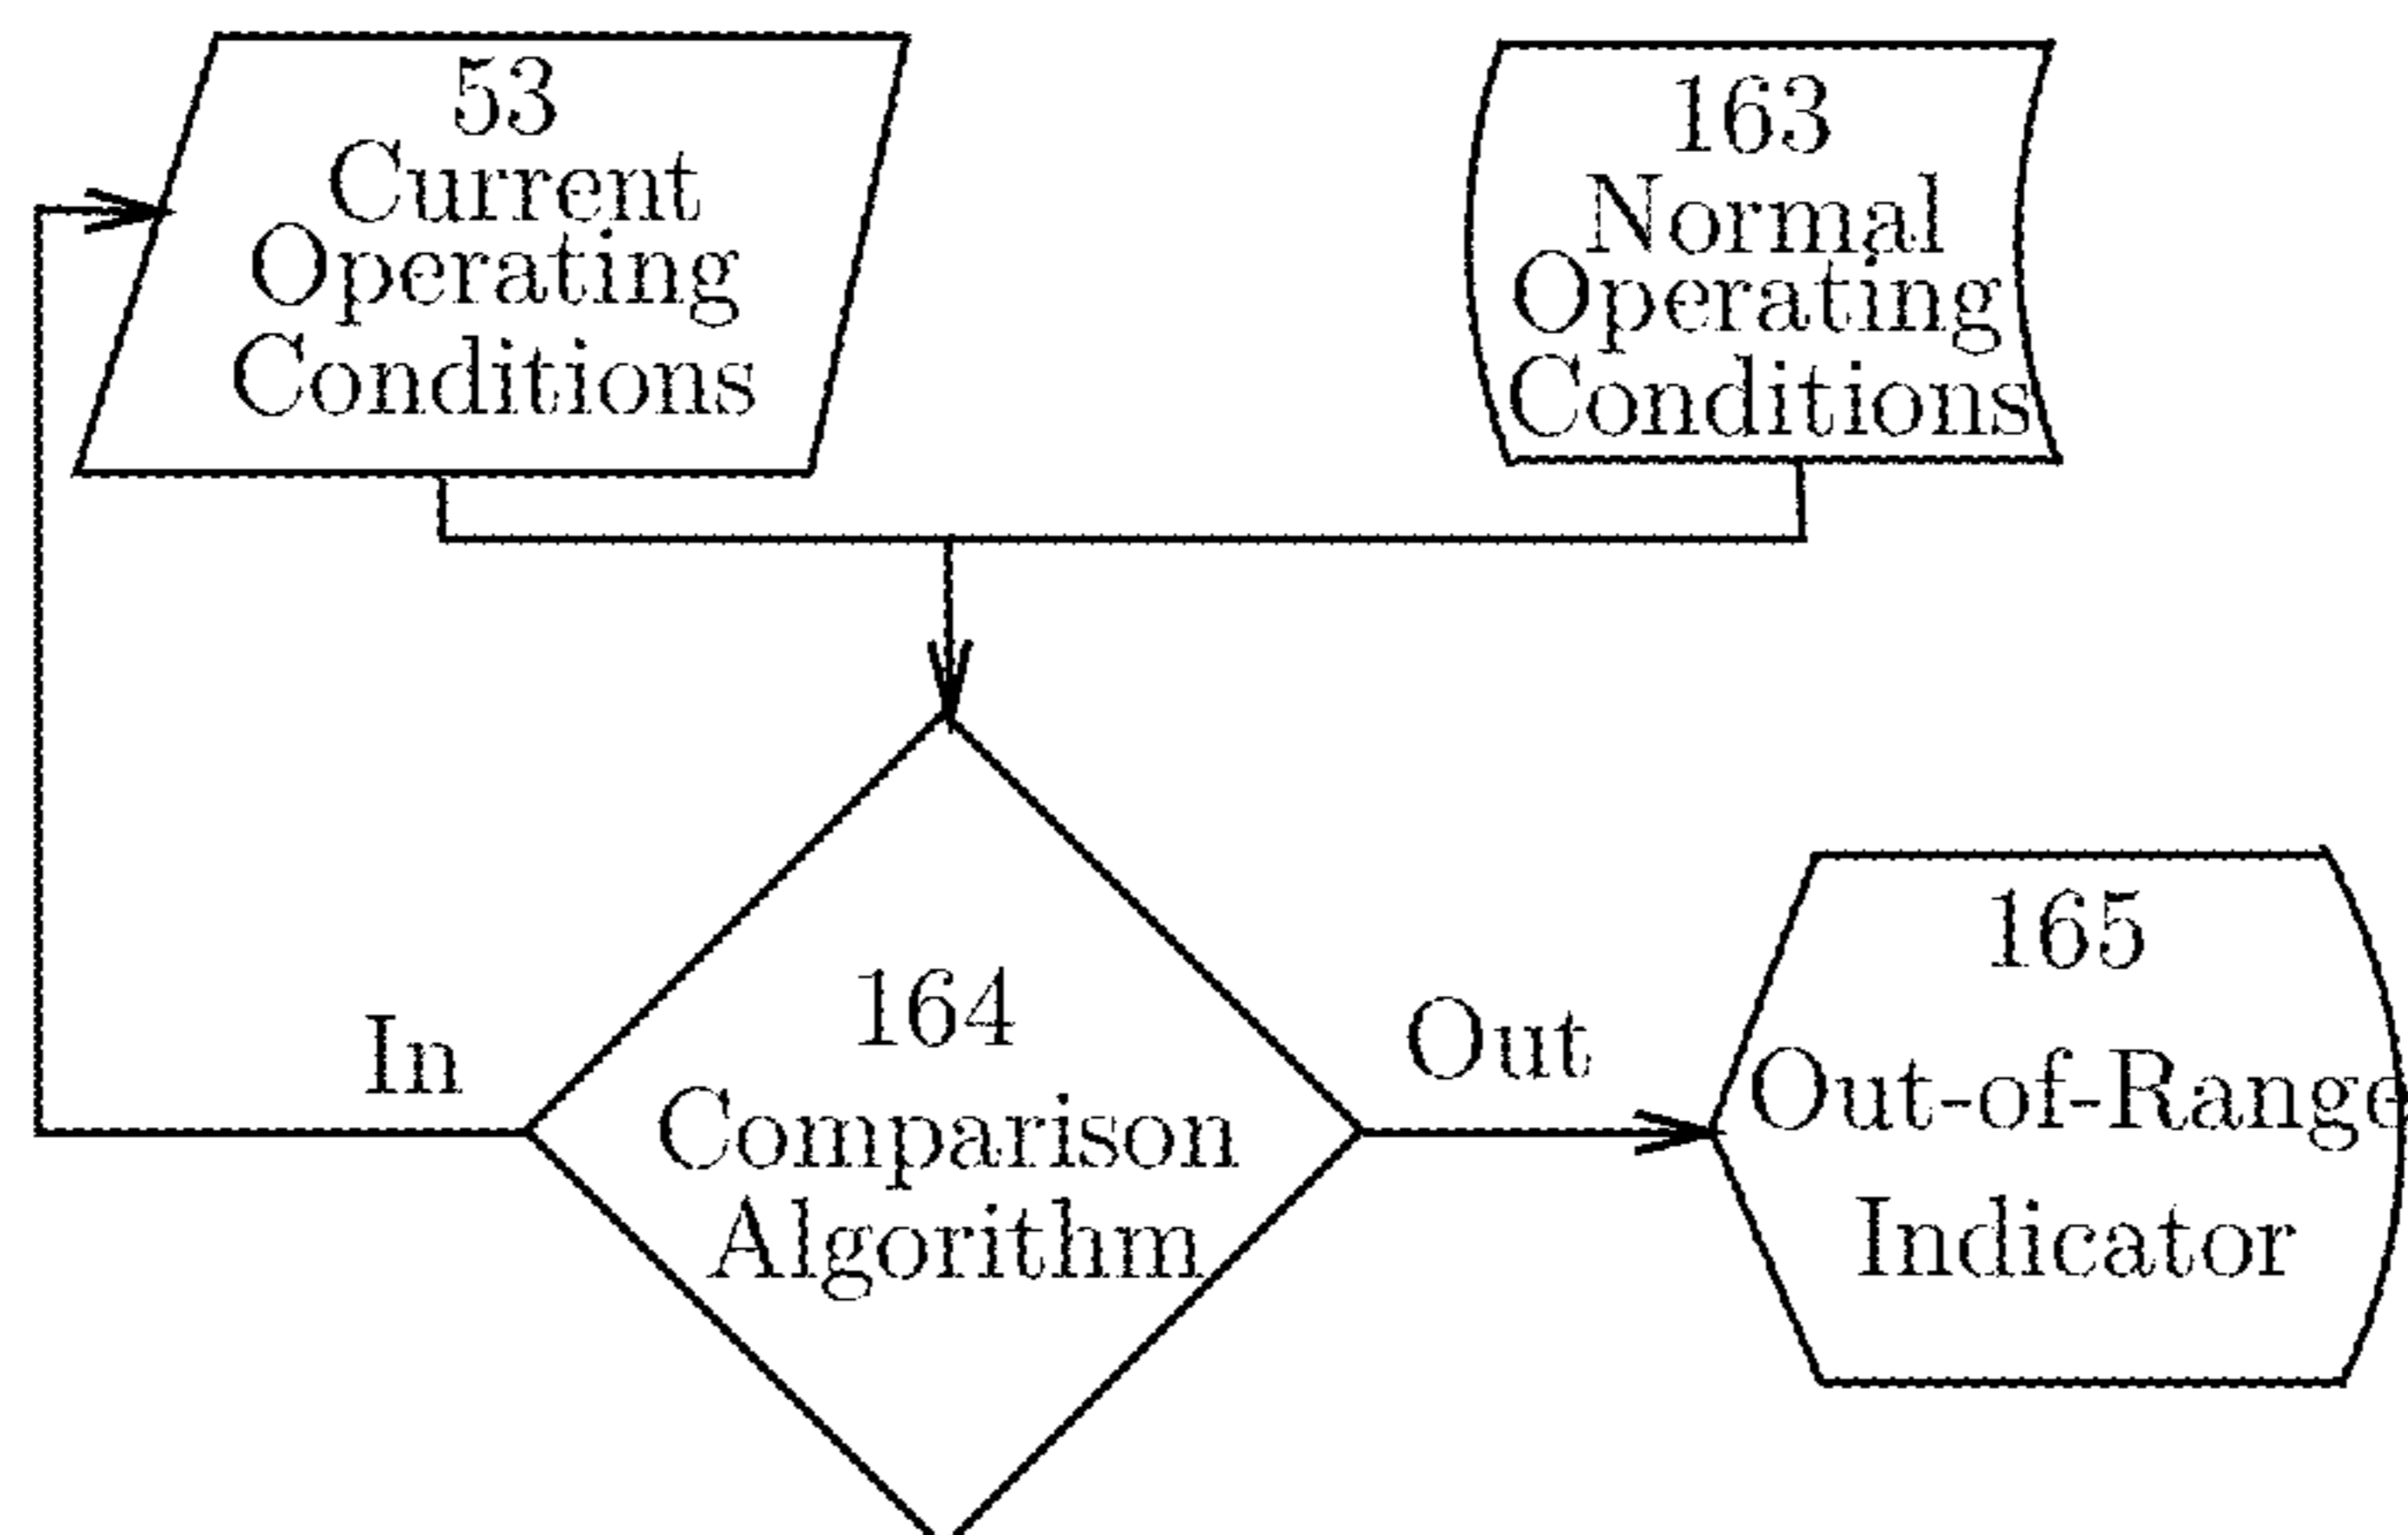 53
Current
Operating
Conditions
163
Normal
Operating
Conditions
In
164
Comparison
Algorithm
Out
165
Out-of-Range
Indicator